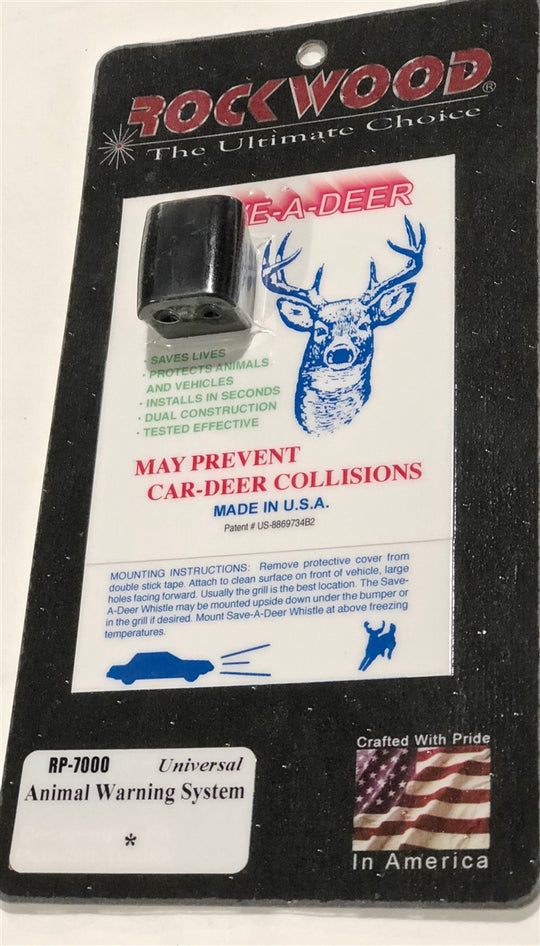 ROCKWOOD®
The Ultimate Choice
E-A-DEER
· SAVES LIVES
· PROTECTS ANIMALS
AND VEHICLES
· INSTALLS IN SECONDS
· DUAL CONSTRUCTION
· TESTED EFFECTIVE
MAY PREVENT
CAR-DEER COLLISIONS
MADE IN U.S.A.
Patent # US-8869734B2
MOUNTING INSTRUCTIONS: Remove protective cover from
double stick tape. Attach to clean surface on front of vehicle, large
holes facing forward. Usually the grill is the best location. The Save-
A-Deer Whistle may be mounted upside down under the bumper or
in the grill if desired. Mount Save-A-Deer Whistle at above freezing
temperatures.
RP-7000 Universal
Animal Warning System
*
Crafted With Pride
In America